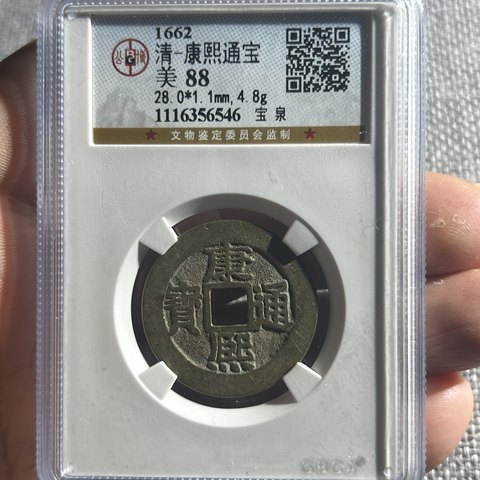 1662
清-康熙通宝
美 88
28.0*1.1mm,4.8g
1116356546 宝 泉
★ 文物鉴定委员会监制 ★
康
寶 通
熙